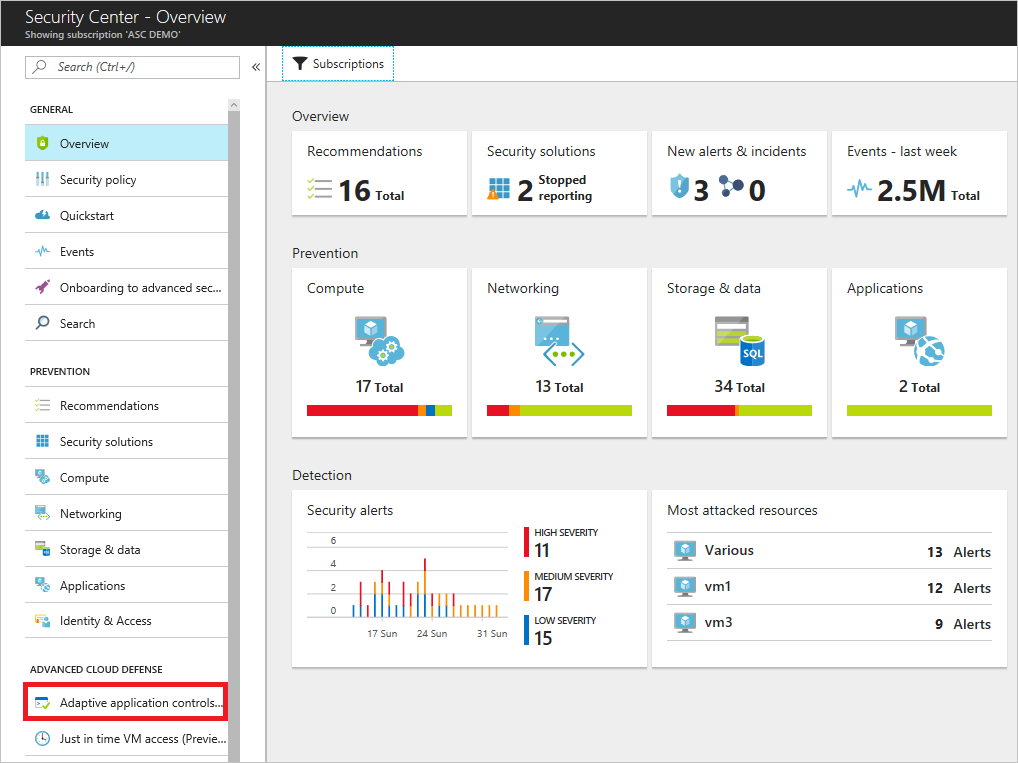 Security Center - Overview
Showing subscription 'ASC DEMO'
Search (Ctrl+/)
«
GENERAL
Overview
Security policy
Quickstart
Events
Onboarding to advanced sec...
Search
PREVENTION
Recommendations
Security solutions
Compute
Networking
Storage & data
Applications
Identity & Access
ADVANCED CLOUD DEFENSE
Adaptive application controls...
Just in time VM access (Previe...
Subscriptions
Overview
Recommendations
16 Total
Security solutions
2 Stopped
reporting
New alerts & incidents
3 0
Events - last week
2.5M Total
Prevention
Compute
17 Total
Networking
13 Total
Storage & data
SQL
34 Total
Applications
2 Total
Detection
Security alerts
6
4
2
0
17 Sun 24 Sun 31 Sun
HIGH SEVERITY
11
MEDIUM SEVERITY
17
LOW SEVERITY
15
Most attacked resources
Various 13 Alerts
vm1 12 Alerts
vm3 9 Alerts